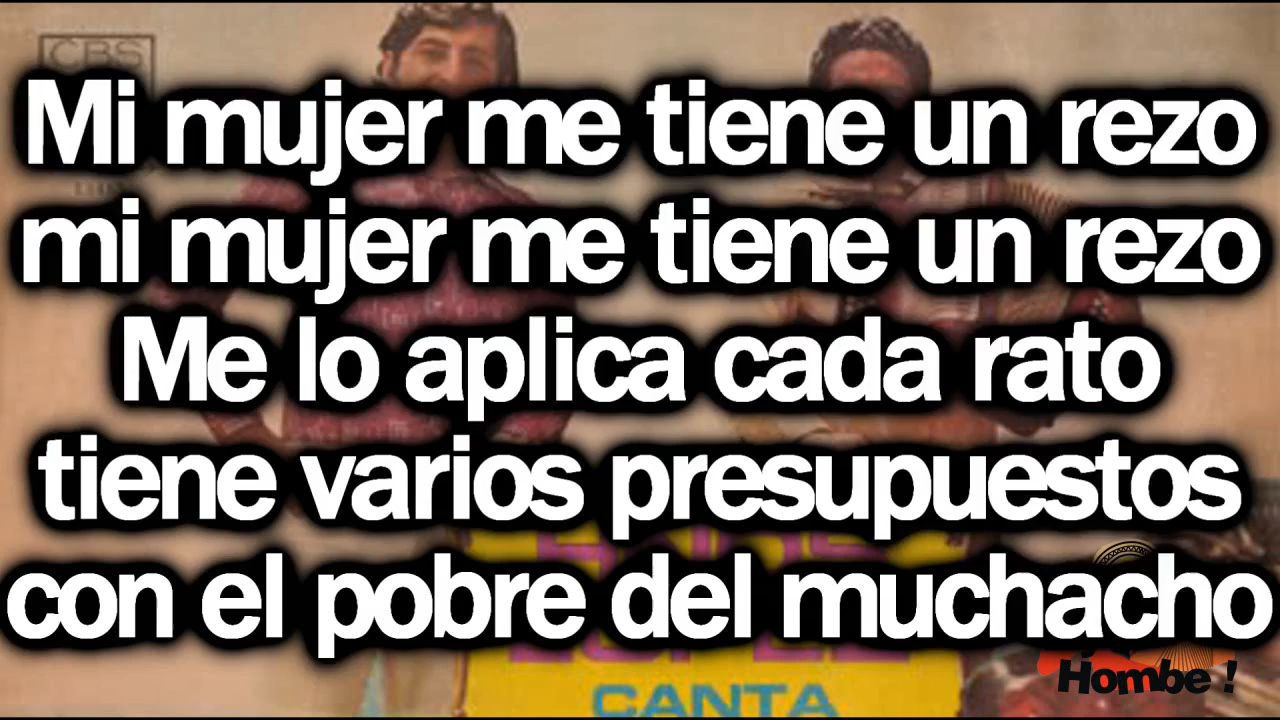 CBS
Mi mujer me tiene un rezo
mi mujer me tiene un rezo
Me lo aplica cada rato
tiene varios presupuestos
con el pobre del muchacho
LOPEZ
CANTA
Hombe !